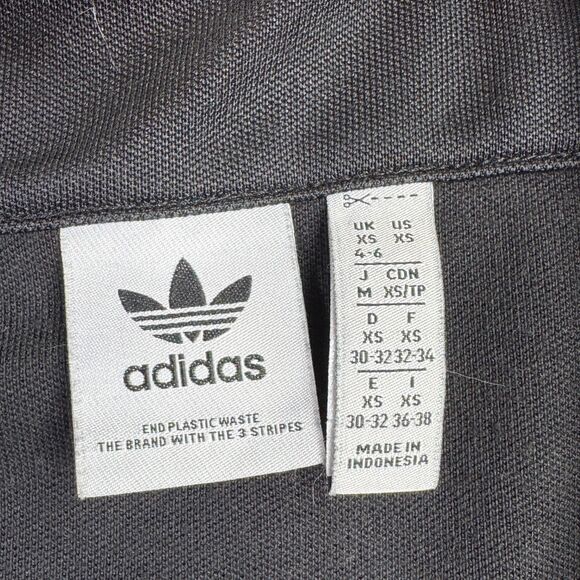 adidas
END PLASTIC WASTE
THE BRAND WITH THE 3 STRIPES
UK US
XS XS
4-6
J CDN
M XS/TP
D F
XS XS
30-32 32-34
E I
XS XS
30-32 36-38
MADE IN
INDONESIA